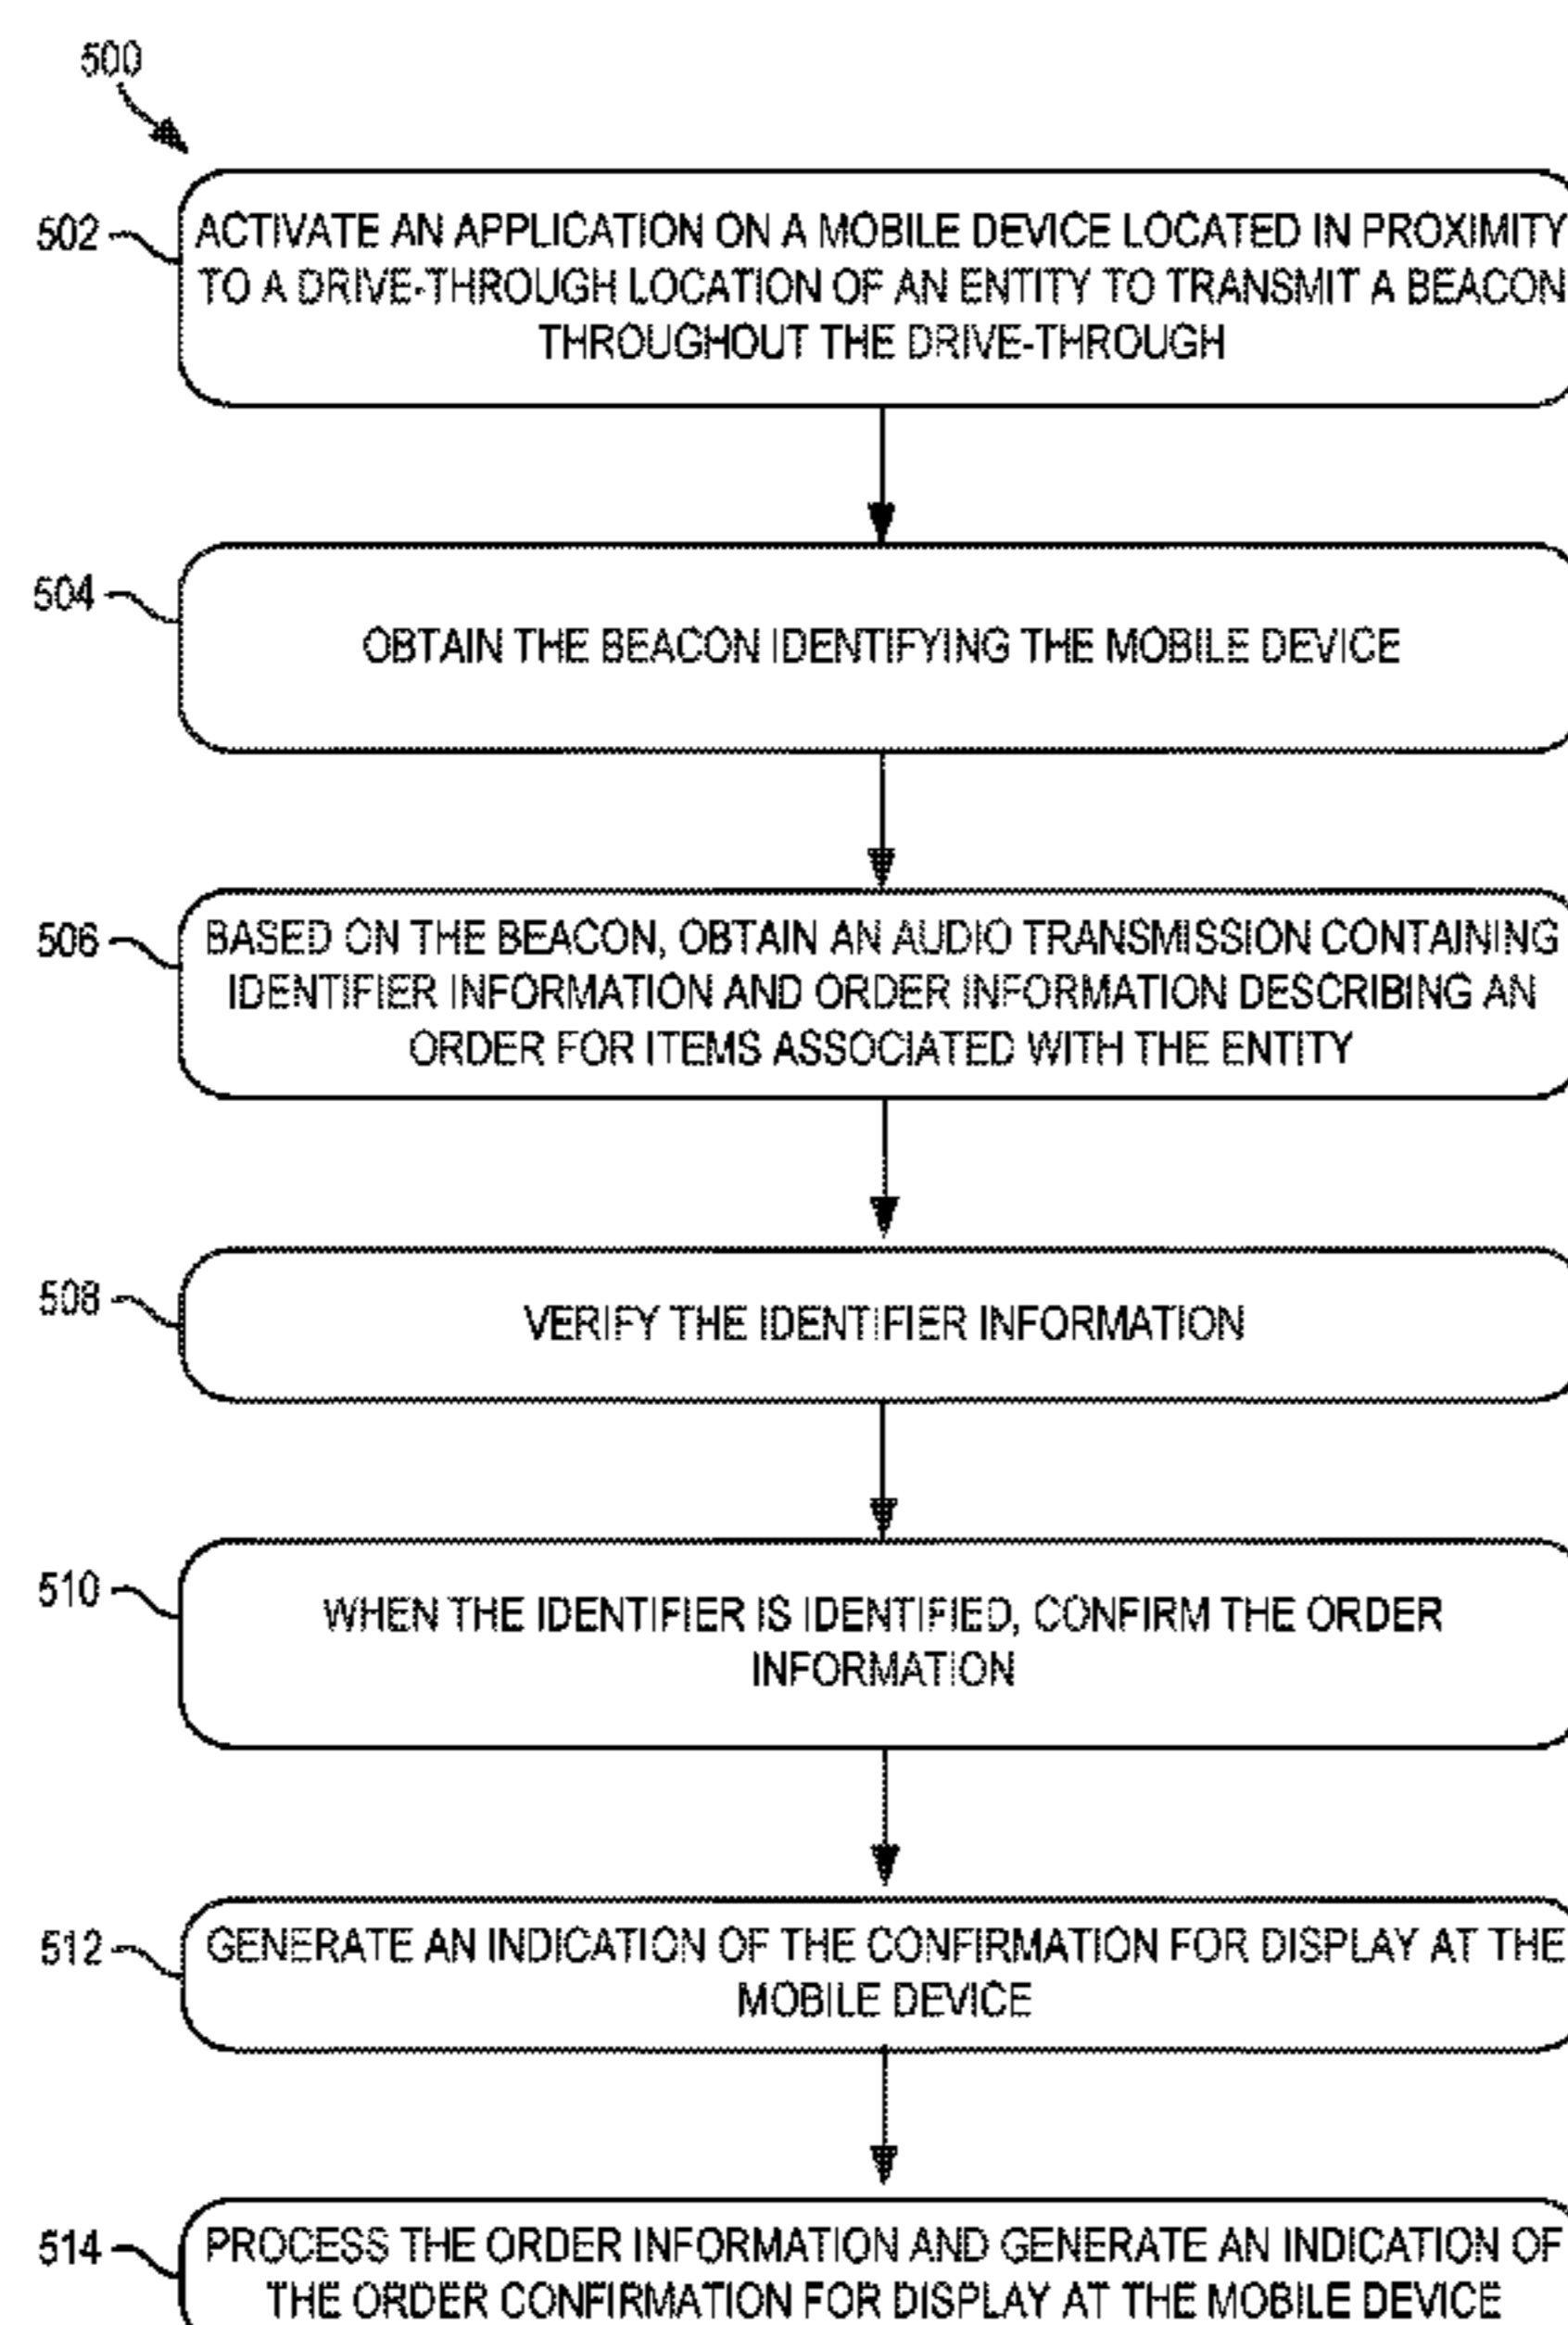 500
502
ACTIVATE AN APPLICATION ON A MOBILE DEVICE LOCATED IN PROXIMITY
TO A DRIVE-THROUGH LOCATION OF AN ENTITY TO TRANSMIT A BEACON
THROUGHOUT THE DRIVE-THROUGH
504
OBTAIN THE BEACON IDENTIFYING THE MOBILE DEVICE
506
BASED ON THE BEACON, OBTAIN AN AUDIO TRANSMISSION CONTAINING
IDENTIFIER INFORMATION AND ORDER INFORMATION DESCRIBING AN
ORDER FOR ITEMS ASSOCIATED WITH THE ENTITY
508
VERIFY THE IDENTIFIER INFORMATION
510
WHEN THE IDENTIFIER IS IDENTIFIED, CONFIRM THE ORDER
INFORMATION
512
GENERATE AN INDICATION OF THE CONFIRMATION FOR DISPLAY AT THE
MOBILE DEVICE
514
PROCESS THE ORDER INFORMATION AND GENERATE AN INDICATION OF
THE ORDER CONFIRMATION FOR DISPLAY AT THE MOBILE DEVICE